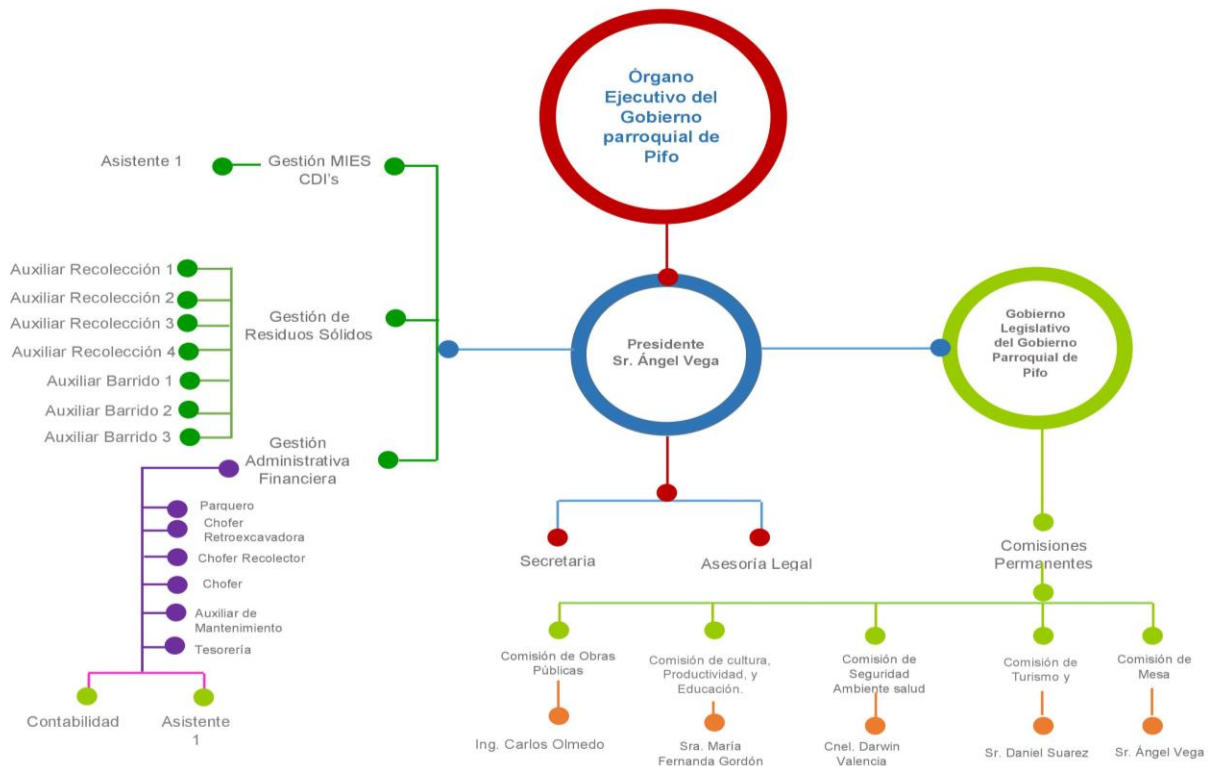 Órgano
Ejecutivo del
Gobierno
parroquial de
Pifo
Asistente 1
Gestión MIES
CDI's
Auxiliar Recolección 1
Auxiliar Recolección 2
Auxiliar Recolección 3
Auxiliar Recolección 4
Auxiliar Barrido 1
Auxiliar Barrido 2
Auxiliar Barrido 3
Gestión de
Residuos Sólidos
Presidente
Sr. Ángel Vega
Gobierno
Legislativo
del Gobierno
Parroquial de
Pifo
Gestión
Administrativa
Financiera
Parquero
Chofer
Retroexcavadora
Chofer Recolector
Chofer
Auxiliar de
Mantenimiento
Tesorería
Contabilidad
Asistente
1
Secretaria
Asesoría Legal
Comisiones
Permanentes
Comisión de Obras
Públicas
Comisión de cultura,
Productividad, y
Educación.
Comisión de
Seguridad
Ambiente salud
Comisión de
Turismo y
Comisión de
Mesa
Ing. Carlos Olmedo
Sra. María
Fernanda Gordón
Cnel. Darwin
Valencia
Sr. Daniel Suarez
Sr. Ángel Vega